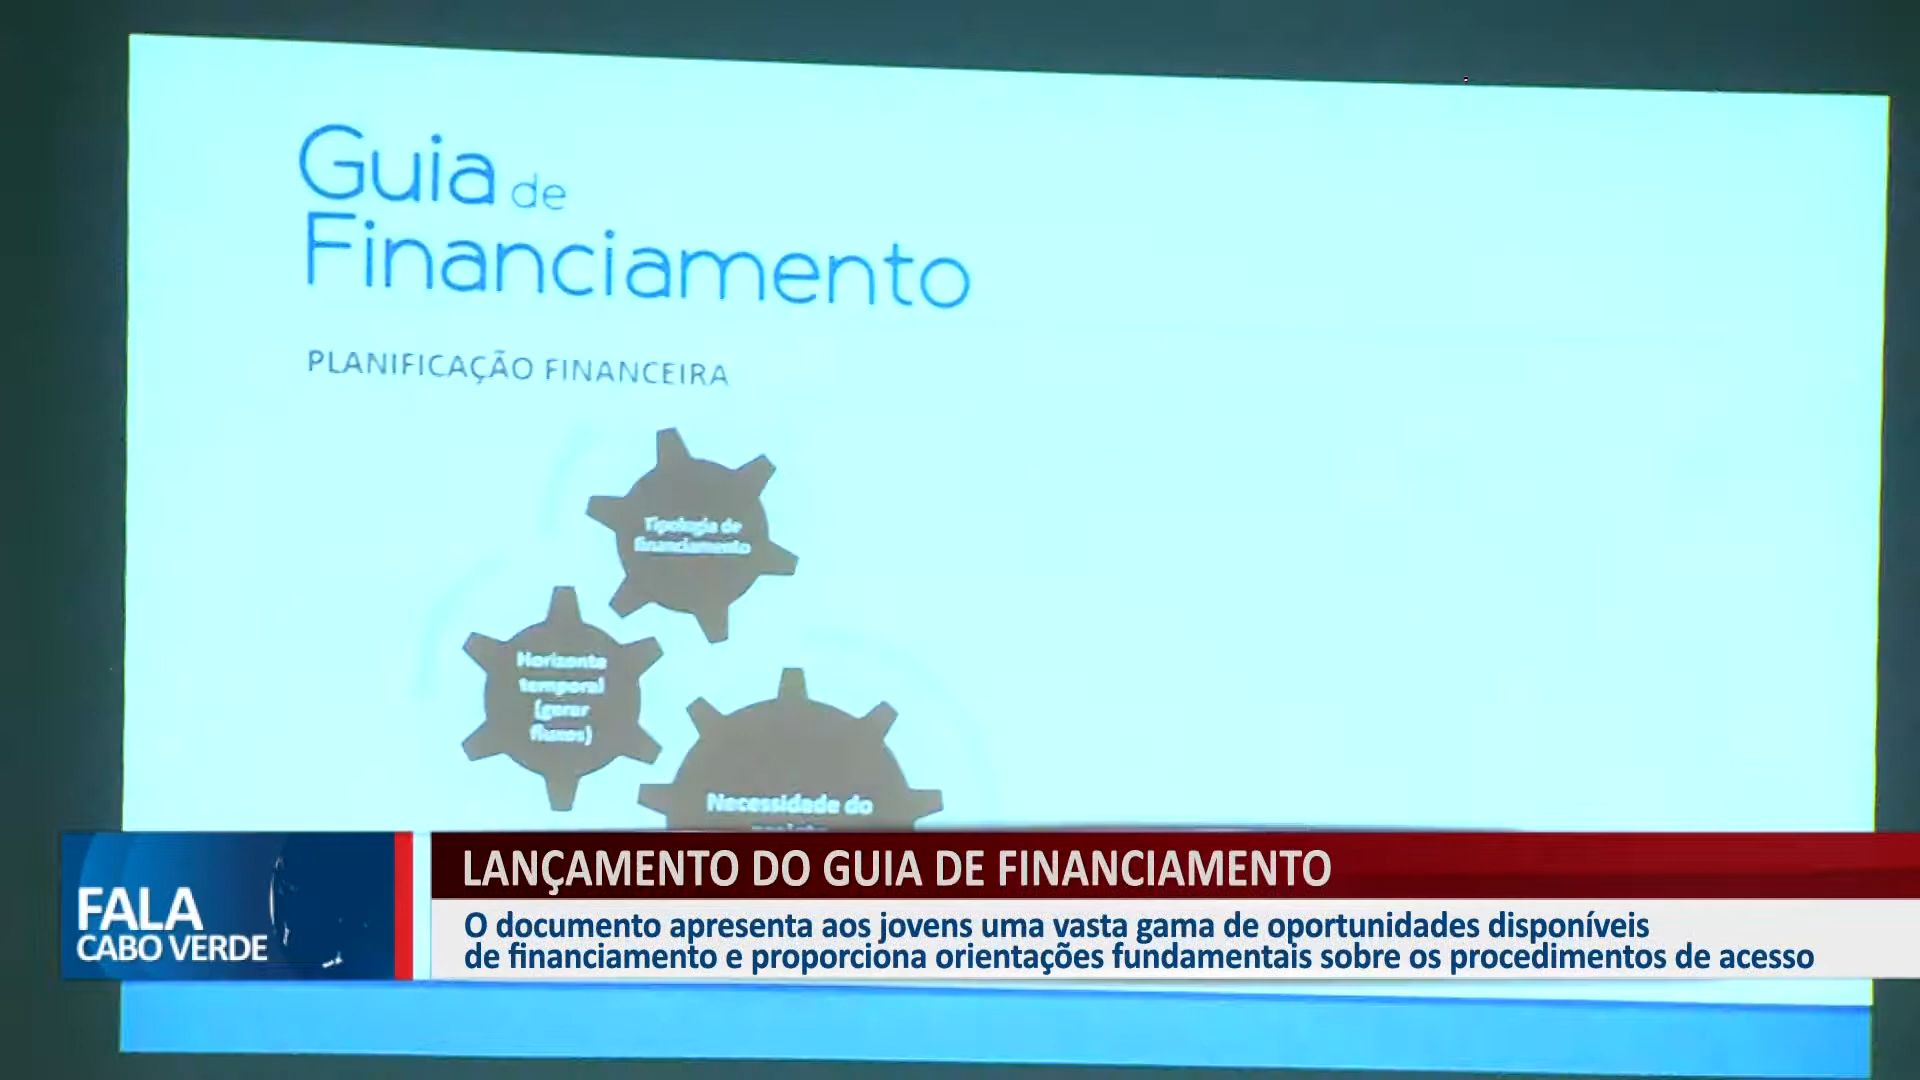 Guia de
Financiamento
PLANIFICAÇÃO FINANCEIRA
Tipologia de
financiamento
Horizonte
temporal
(gerar
fluxos)
Necessidade do
FALA
CABO VERDE
LANÇAMENTO DO GUIA DE FINANCIAMENTO
O documento apresenta aos jovens uma vasta gama de oportunidades disponíveis
de financiamento e proporciona orientações fundamentais sobre os procedimentos de acesso